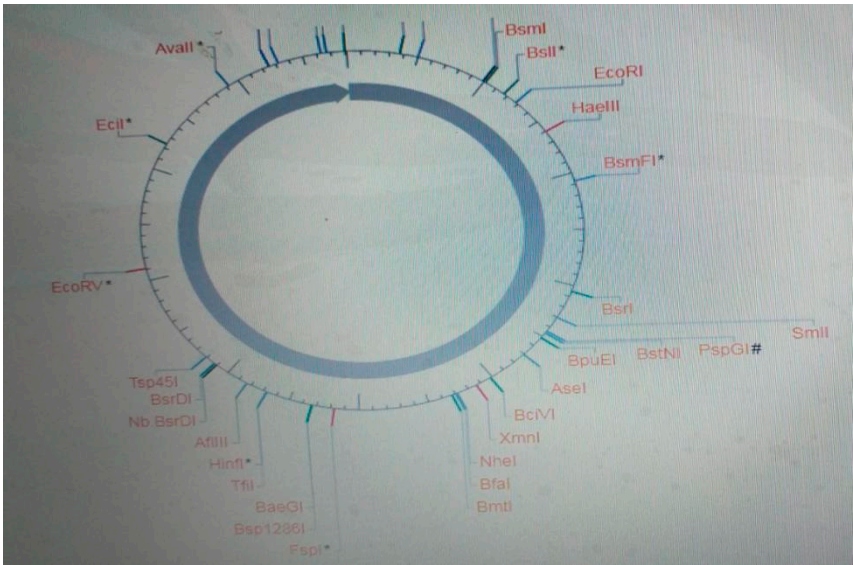 BsmI
AvaII*
BslI*
EcoRI
HaeIII
EciI*
BsmFI*
EcoRV*
BsrI
SmlI
BpuEI BstNI PspGI#
Tsp45I
AseI
BsrDI
BciVI
Nb.BsrDI
XmnI
AflIII
HinfI*
NheI
TfiI
BfaI
BaeGI
BmtI
Bsp1286I
FspI*